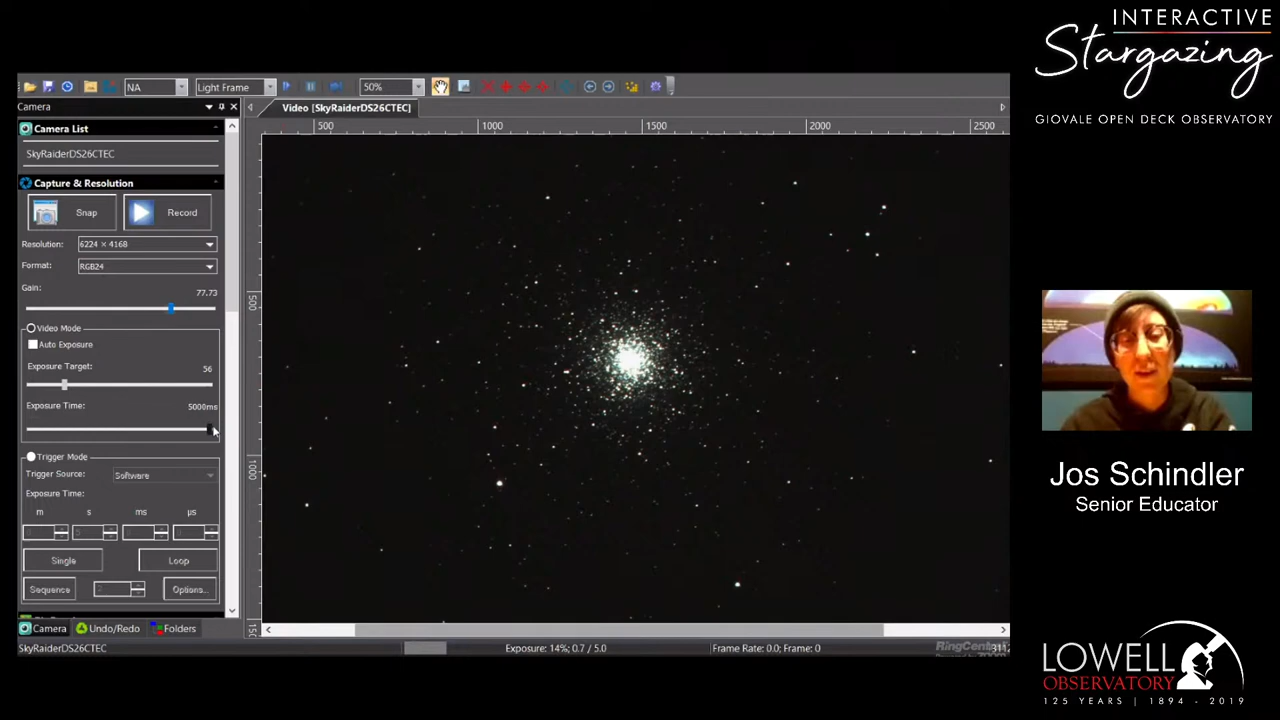 INTERACTIVE
Stargazing
GIOVALE OPEN DECK OBSERVATORY
NA
Light Frame
50%
Camera
Video [SkyRaiderDS26CTEC]
Camera List
500
1000
1500
2000
2500
SkyRaiderDS26CTEC
Capture & Resolution
Snap
Record
Resolution:
6224 × 4168
Format:
RGB24
Gain:
77.73
500
Video Mode
Auto Exposure
Exposure Target:
56
Exposure Time:
5000ms
Trigger Mode
1000
Trigger Source:
Software
Exposure Time:
m s ms µs
Single
Loop
Sequence
Options...
Camera
Undo/Redo
Folders
SkyRaiderDS26CTEC
Exposure: 14%; 0.7 / 5.0
Frame Rate: 0.0; Frame: 0
RingCentral
Jos Schindler
Senior Educator
LOWELL
OBSERVATORY
125 YEARS | 1894 - 2019